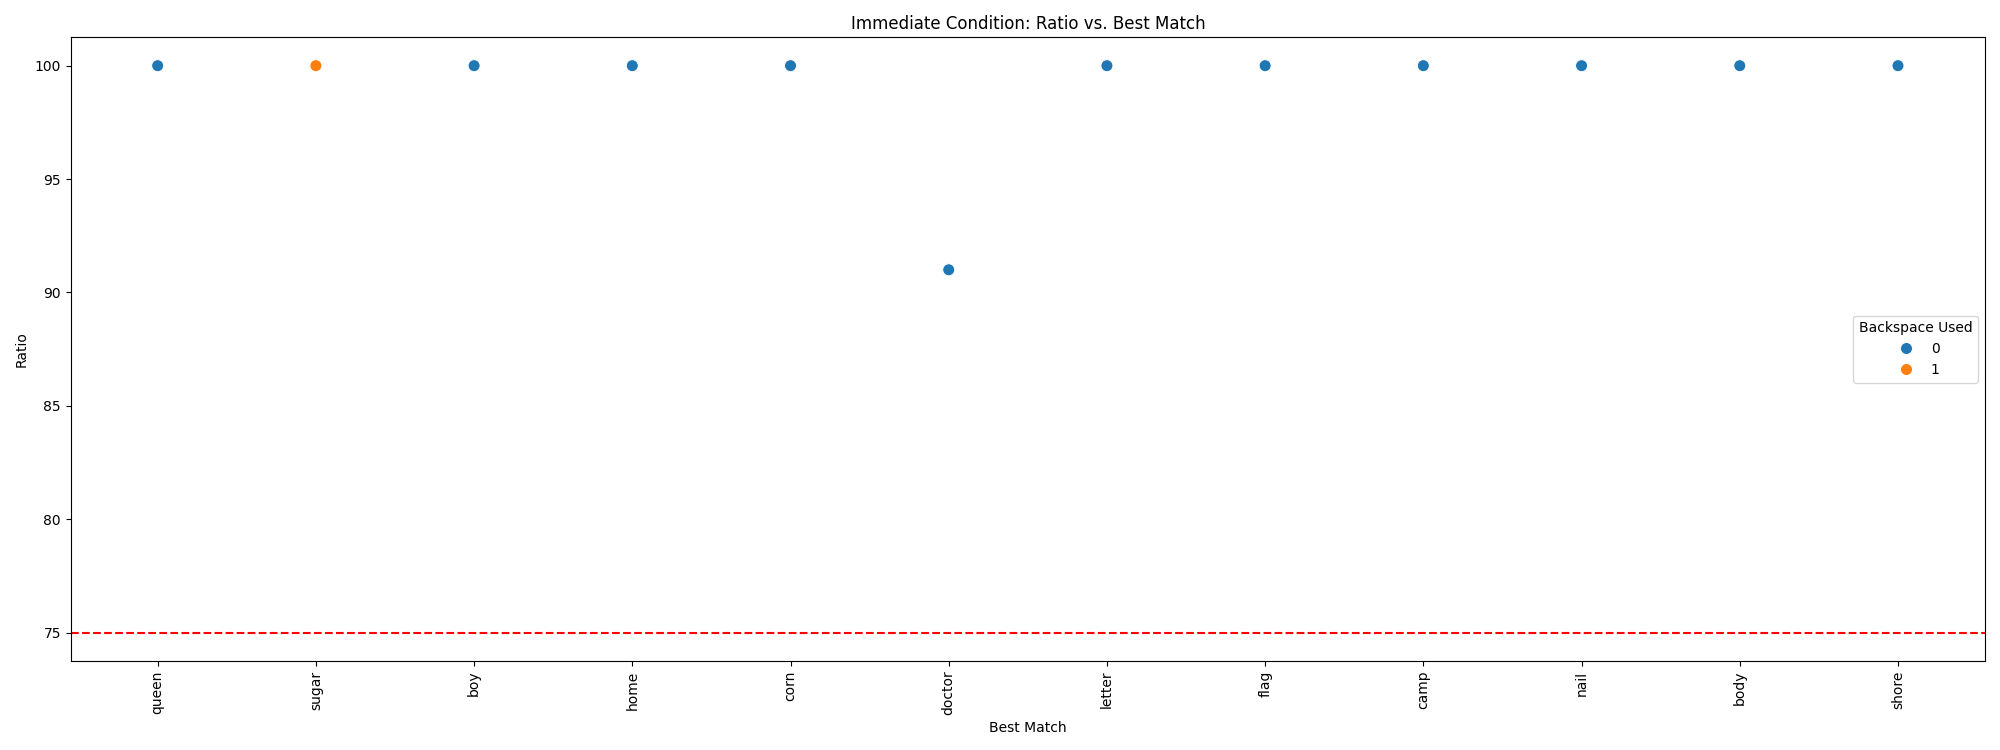 Immediate Condition: Ratio vs. Best Match
100
95
90
85
80
75
Ratio
Backspace Used
0
1
queen
sugar
boy
home
corn
doctor
letter
flag
camp
nail
body
shore
Best Match